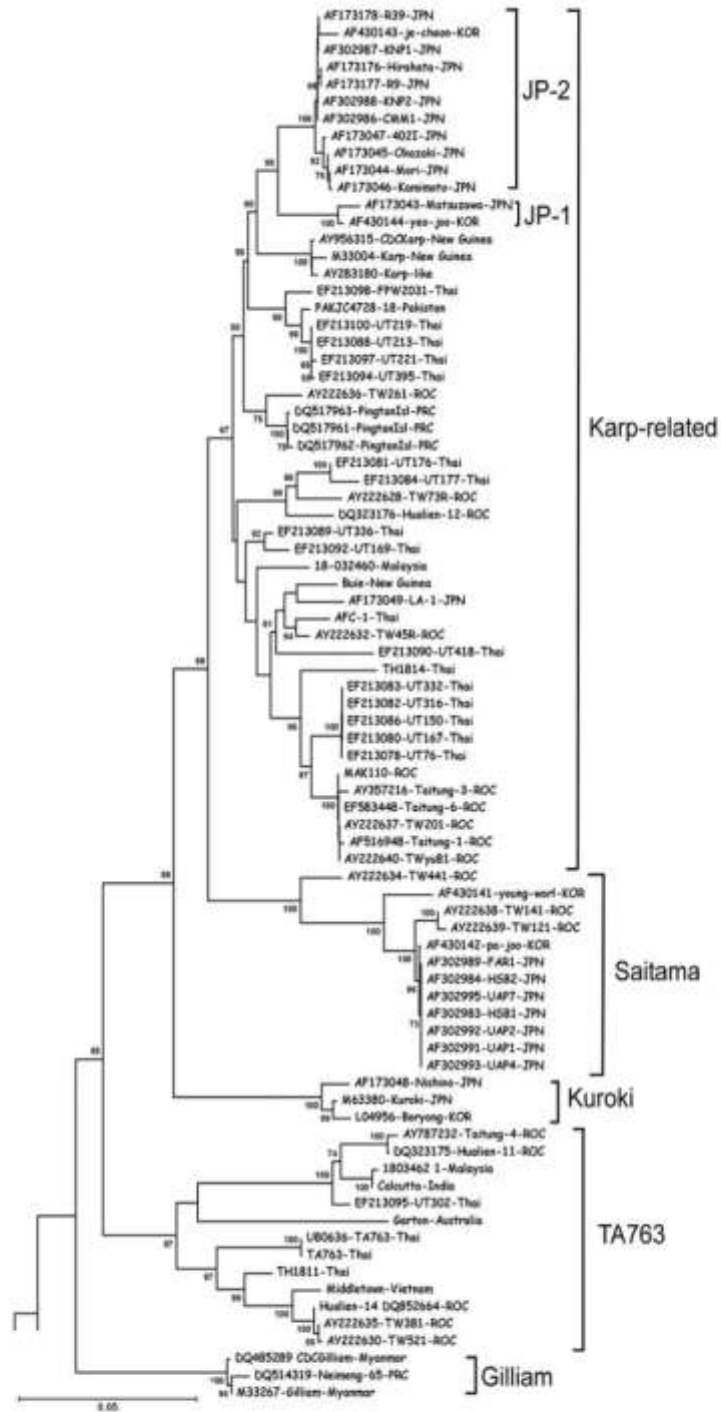 AF173178-R39-JPN
AF430143-je-cheon-KOR
AF302987-KNP1-JPN
AF173176-Hirahata-JPN
AF173177-R9-JPN
AF302988-KNP2-JPN
AF302986-CMM1-JPN
AF173047-402I-JPN
AF173045-Okazaki-JPN
AF173044-Mori-JPN
AF173046-Kamimoto-JPN
JP-2
AF173043-Matsuzawa-JPN
AF430144-yeo-joo-KOR
JP-1
AY956315-CDCKarp-New Guinea
M33004-Karp-New Guinea
AY283180-Karp-like
EF213098-FPW2031-Thai
PAKJC4728-18-Pakistan
EF213100-UT219-Thai
EF213088-UT213-Thai
EF213097-UT221-Thai
EF213094-UT395-Thai
AY222636-TW261-ROC
DQ517963-PingtanIsl-PRC
DQ517961-PingtanIsl-PRC
DQ517962-PingtanIsl-PRC
Karp-related
EF213081-UT176-Thai
EF213084-UT177-Thai
AY222628-TW73R-ROC
DQ323176-Hualien-12-ROC
EF213089-UT336-Thai
EF213092-UT169-Thai
18-032460-Malaysia
Buie-New Guinea
AF173049-LA-1-JPN
AFC-1-Thai
AY222632-TW45R-ROC
EF213090-UT418-Thai
TH1814-Thai
EF213083-UT332-Thai
EF213082-UT316-Thai
EF213086-UT150-Thai
EF213080-UT167-Thai
EF213078-UT76-Thai
MAK110-ROC
AY357216-Taitung-3-ROC
EF583448-Taitung-6-ROC
AY222637-TW201-ROC
AF516948-Taitung-1-ROC
AY222640-TWyu81-ROC
AY222634-TW441-ROC
AF430141-young-worl-KOR
AY222638-TW141-ROC
AY222639-TW121-ROC
AF430142-pa-joo-KOR
AF302989-FAR1-JPN
AF302984-HSB2-JPN
AF302995-UAP7-JPN
AF302983-HSB1-JPN
AF302992-UAP2-JPN
AF302991-UAP1-JPN
AF302993-UAP4-JPN
Saitama
AF173048-Nishino-JPN
M63380-Kuroki-JPN
L04956-Boryong-KOR
Kuroki
AY787232-Taitung-4-ROC
DQ323175-Hualien-11-ROC
1803462 1-Malaysia
Calcutta-India
EF213095-UT302-Thai
Garton-Australia
U80636-TA763-Thai
TA763-Thai
TH1811-Thai
Middletown-Vietnam
Hualien-14 DQ852664-ROC
AY222635-TW381-ROC
AY222630-TW521-ROC
TA763
DQ485289 CDCGilliam-Myanmar
DQ514319-Neimeng-65-PRC
M33267-Gilliam-Myanmar
Gilliam
0.05